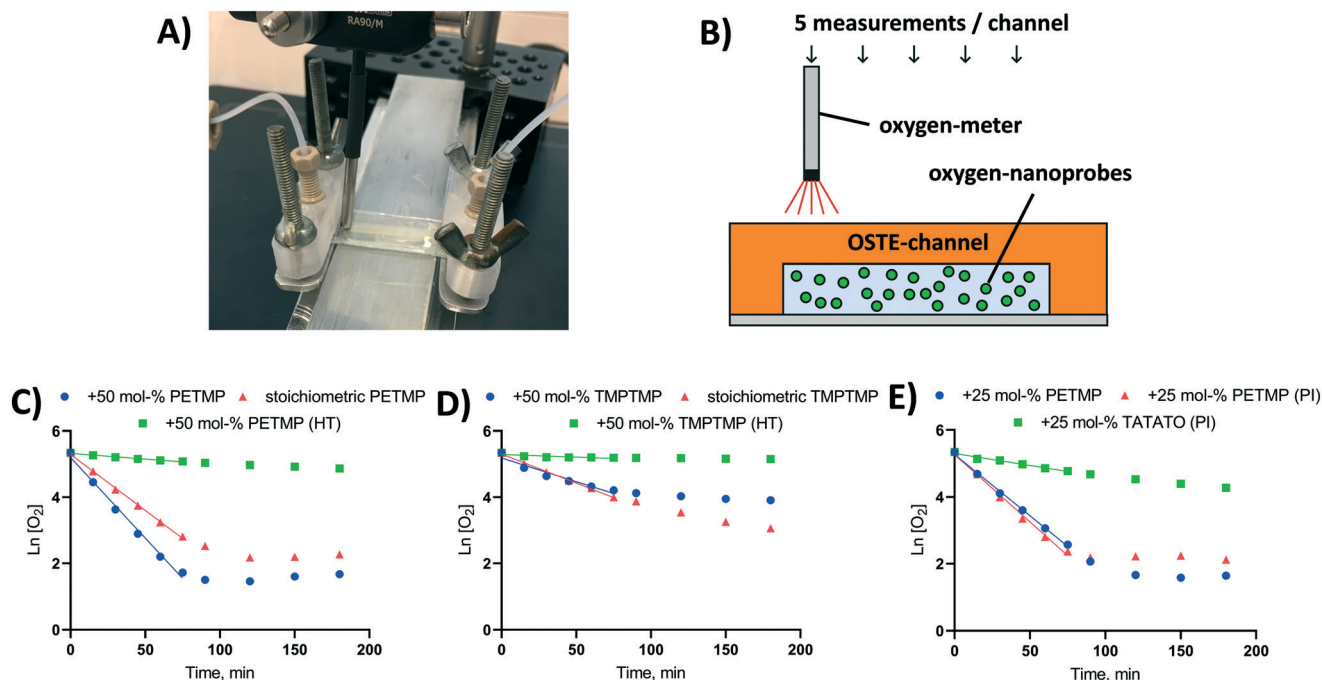 A)
RA90/M
B)
5 measurements / channel
oxygen-meter
oxygen-nanoprobes
OSTE-channel
C)
+50 mol-% PETMP
stoichiometric PETMP
+50 mol-% PETMP (HT)
Ln [O₂]
6
4
2
0
0
50
100
150
200
Time, min
D)
+50 mol-% TMPTMP
stoichiometric TMPTMP
+50 mol-% TMPTMP (HT)
Ln [O₂]
6
4
2
0
0
50
100
150
200
Time, min
E)
+25 mol-% PETMP
+25 mol-% PETMP (PI)
+25 mol-% TATATO (PI)
Ln [O₂]
6
4
2
0
0
50
100
150
200
Time, min